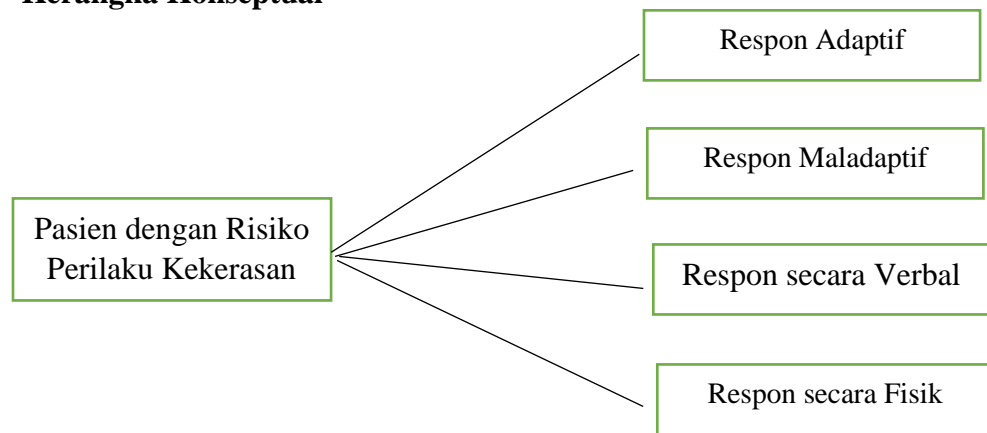 Kerangka Konseptual
Respon Adaptif
Respon Maladaptif
Pasien dengan Risiko
Perilaku Kekerasan
Respon secara Verbal
Respon secara Fisik